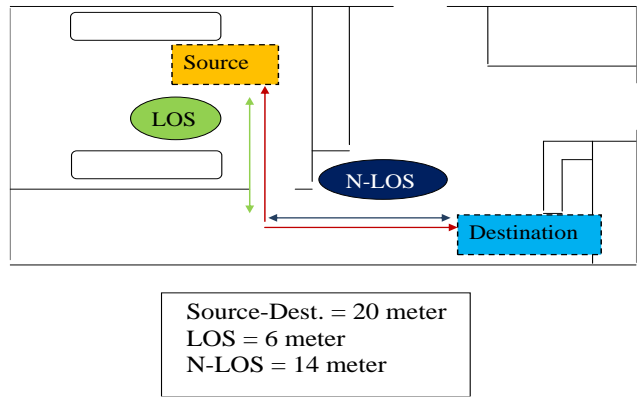 Source
LOS
N-LOS
Destination
Source-Dest. = 20 meter
LOS = 6 meter
N-LOS = 14 meter